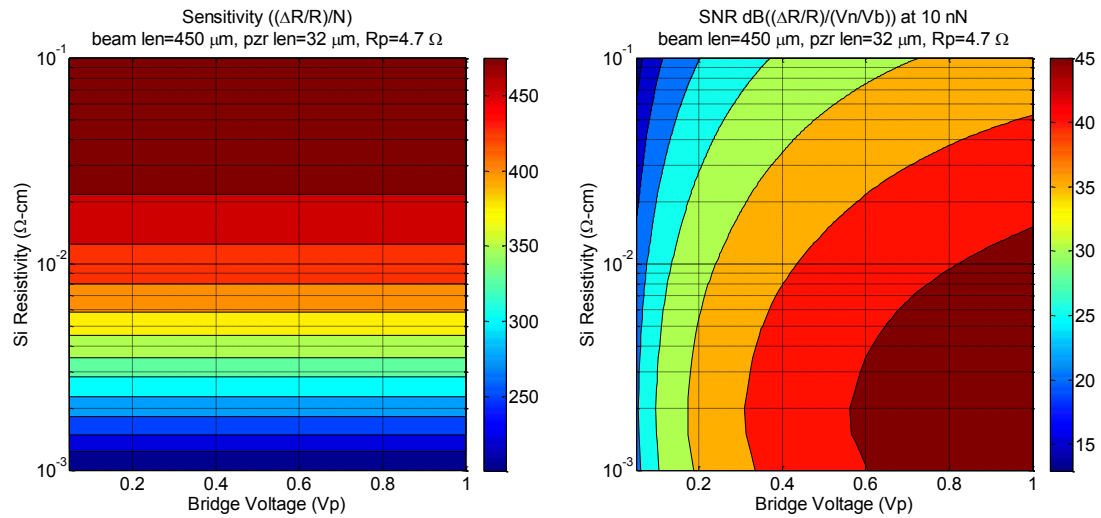 Sensitivity ((ΔR/R)/N)
beam len=450 μm, pzr len=32 μm, Rp=4.7 Ω
10⁻¹
10⁻²
10⁻³
Si Resistivity (Ω-cm)
0.2 0.4 0.6 0.8 1
Bridge Voltage (Vp)
450
400
350
300
250
SNR dB((ΔR/R)/(Vn/Vb)) at 10 nN
beam len=450 μm, pzr len=32 μm, Rp=4.7 Ω
10⁻¹
10⁻²
10⁻³
Si Resistivity (Ω-cm)
0.2 0.4 0.6 0.8 1
Bridge Voltage (Vp)
45
40
35
30
25
20
15